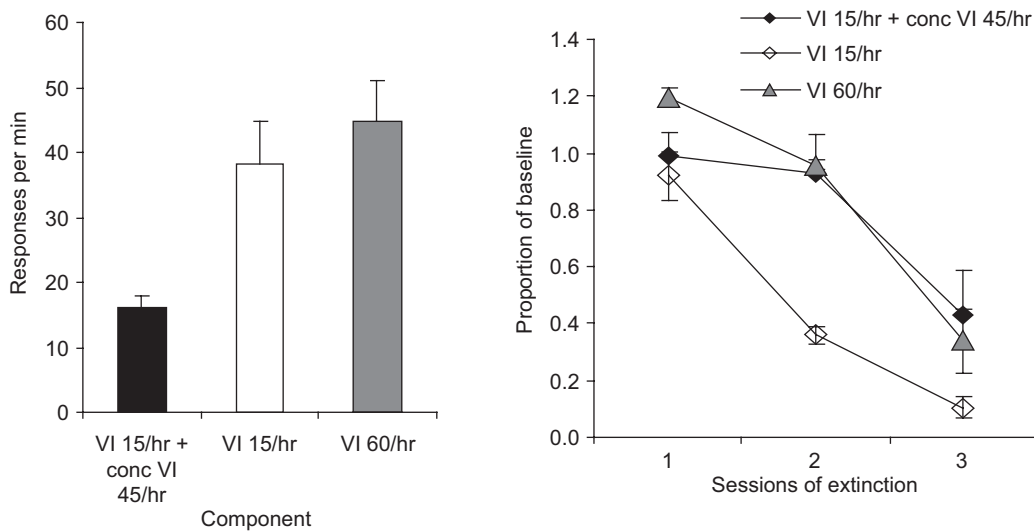 60
50
40
30
20
10
0
Responses per min
VI 15/hr +
conc VI
45/hr
VI 15/hr
VI 60/hr
Component
VI 15/hr + conc VI 45/hr
VI 15/hr
VI 60/hr
1.2
1.0
0.8
0.6
0.4
0.2
0.0
Proportion of baseline
1 2 3
Sessions of extinction